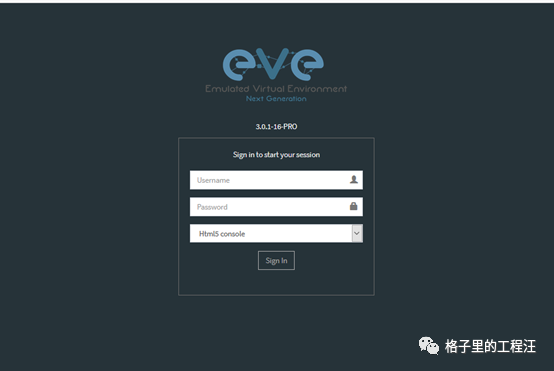 eve
Emulated Virtual Environment
Next Generation
3.0.1-16-PRO
Sign in to start your session
Username
Password
Html5 console
Sign In
格子里的工程汪